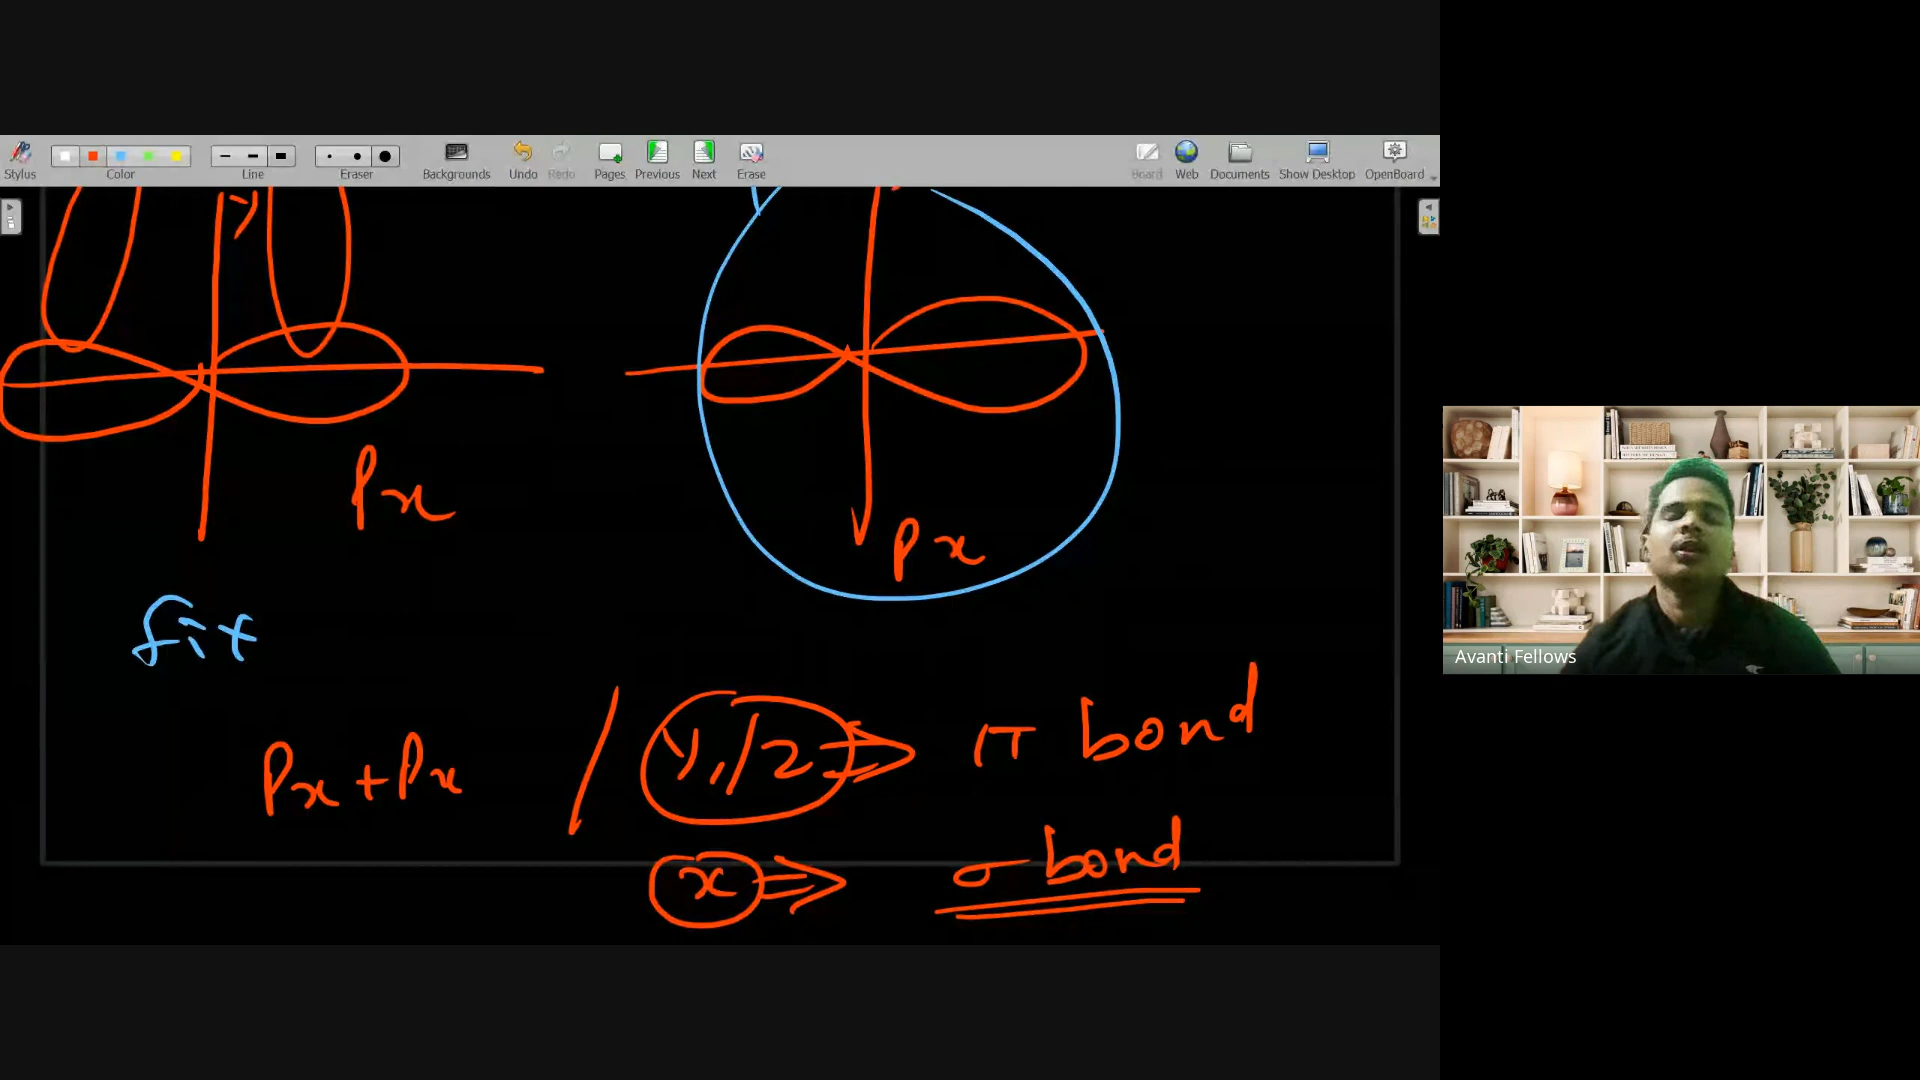 Stylus Color Line Eraser Backgrounds Undo Redo Pages Previous Next Erase Board Web Documents Show Desktop OpenBoard
Px
Px
fit
Px + Px / y, / z ⇒ π bond
x ⇒ σ bond
Avanti Fellows